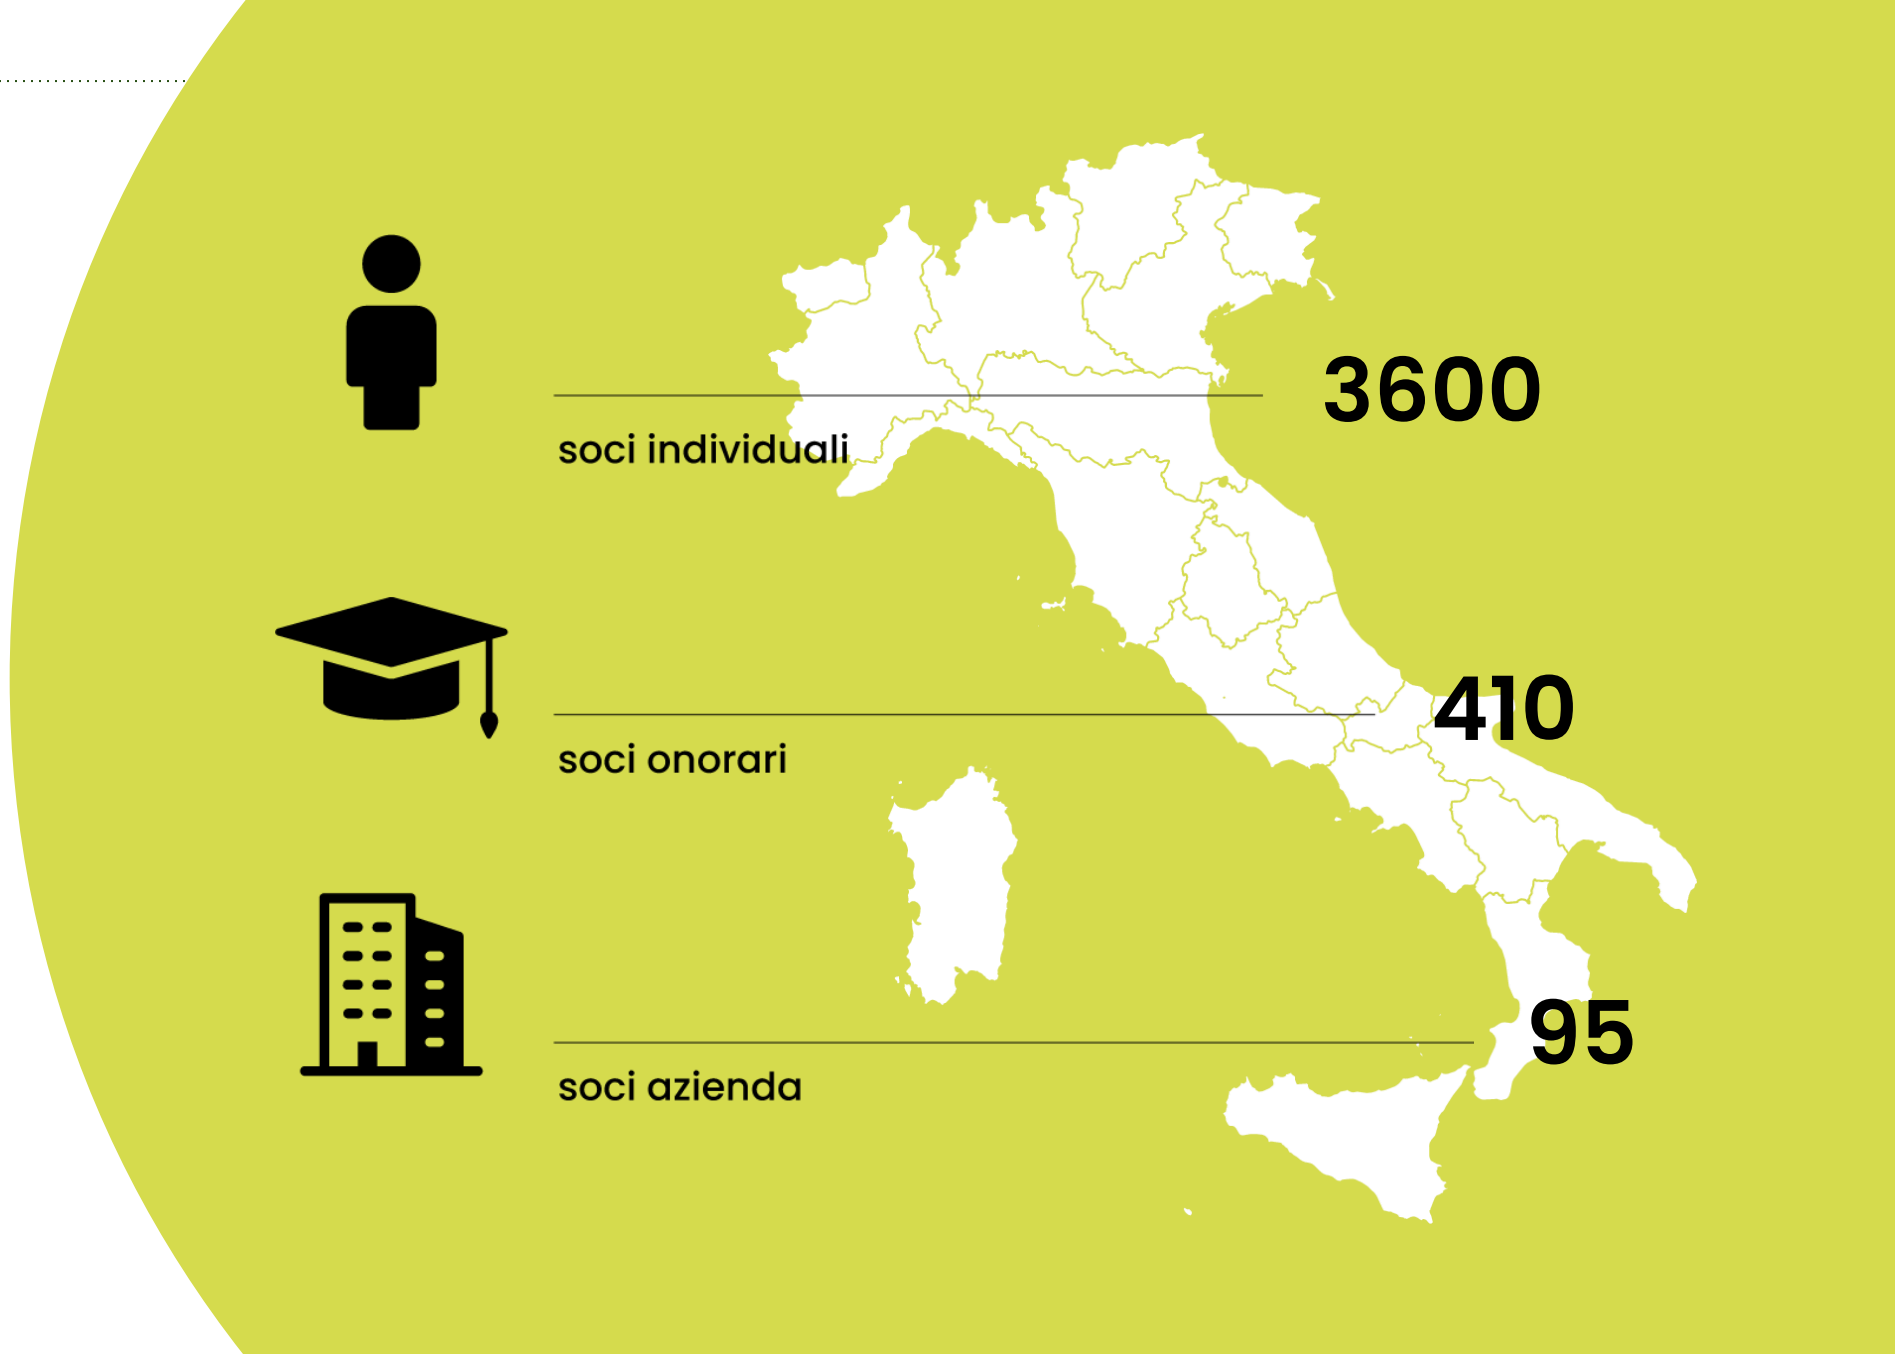 3600
soci individuali
410
soci onorari
95
soci azienda